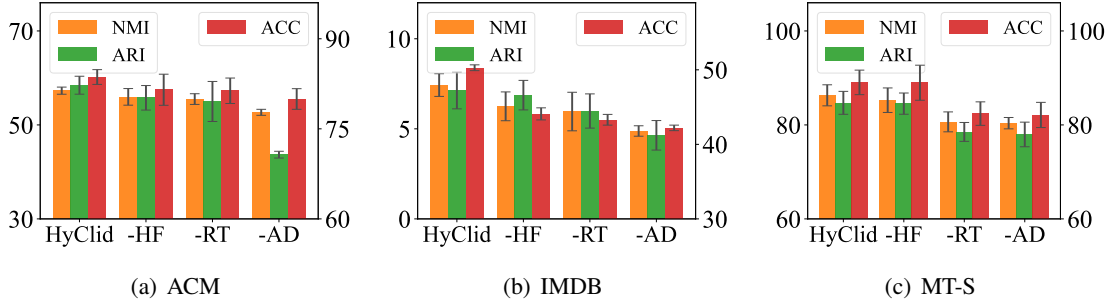 70
50
30
NMI
ARI
ACC
90
75
60
HyClid -HF -RT -AD
(a) ACM
10
5
0
NMI
ARI
ACC
50
40
30
HyClid -HF -RT -AD
(b) IMDB
100
80
60
NMI
ARI
ACC
100
80
60
HyClid -HF -RT -AD
(c) MT-S